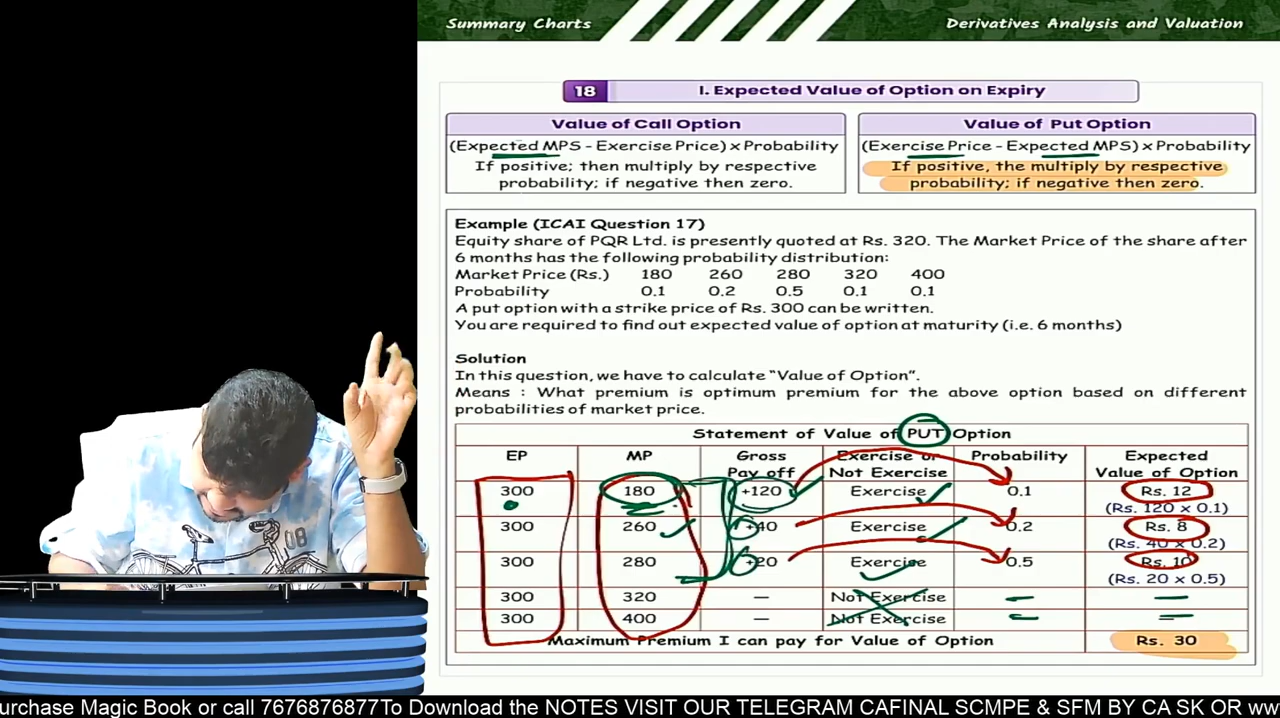 Summary Charts
Derivatives Analysis and Valuation
18
I. Expected Value of Option on Expiry
Value of Call Option
(Expected MPS - Exercise Price) x Probability
If positive; then multiply by respective
probability; if negative then zero.
Value of Put Option
(Exercise Price - Expected MPS) x Probability
If positive, the multiply by respective
probability; if negative then zero.
Example (ICAI Question 17)
Equity share of PQR Ltd. is presently quoted at Rs. 320. The Market Price of the share after
6 months has the following probability distribution:
Market Price (Rs.) 180 260 280 320 400
Probability 0.1 0.2 0.5 0.1 0.1
A put option with a strike price of Rs. 300 can be written.
You are required to find out expected value of option at maturity (i.e. 6 months)
Solution
In this question, we have to calculate "Value of Option".
Means : What premium is optimum premium for the above option based on different
probabilities of market price.
Statement of Value of PUT Option
EP MP Gross Pay off Exercise or Not Exercise Probability Expected Value of Option
300 180 +120 Exercise 0.1 Rs. 12
(Rs. 120 x 0.1)
300 260 +40 Exercise 0.2 Rs. 8
(Rs. 40 x 0.2)
300 280 +20 Exercise 0.5 Rs. 10
(Rs. 20 x 0.5)
300 320 — Not Exercise — —
300 400 — Not Exercise — —
Maximum Premium I can pay for Value of Option Rs. 30
08
urchase Magic Book or call 7676876877To Download the NOTES VISIT OUR TELEGRAM CAFINAL SCMPE & SFM BY CA SK OR ww